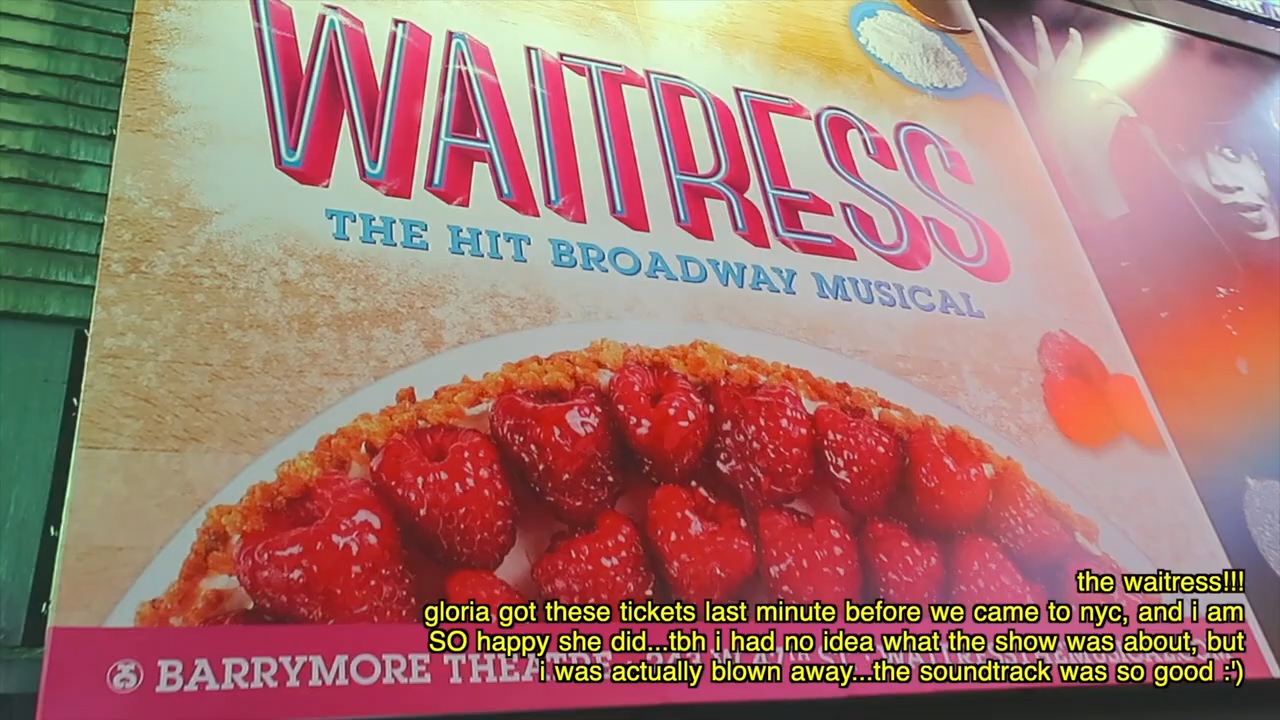 WAITRESS
THE HIT BROADWAY MUSICAL
the waitress!!!
gloria got these tickets last minute before we came to nyc, and i am
SO happy she did...tbh i had no idea what the show was about, but
i was actually blown away...the soundtrack was so good :')
BARRYMORE THEATRE